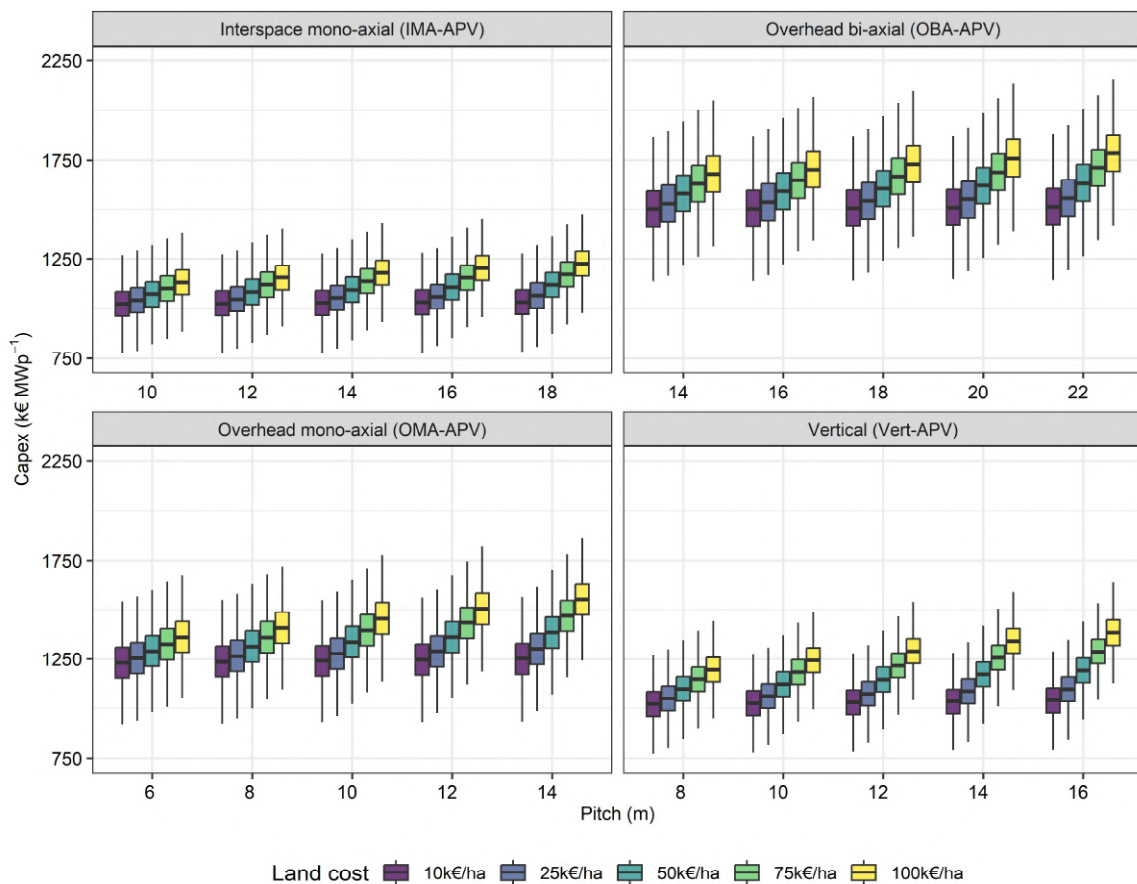 Interspace mono-axial (IMA-APV)
Overhead bi-axial (OBA-APV)
2250
1750
1250
750
10 12 14 16 18
14 16 18 20 22
Capex (k€ MWp⁻¹)
Overhead mono-axial (OMA-APV)
Vertical (Vert-APV)
2250
1750
1250
750
6 8 10 12 14
8 10 12 14 16
Pitch (m)
Land cost 10k€/ha 25k€/ha 50k€/ha 75k€/ha 100k€/ha